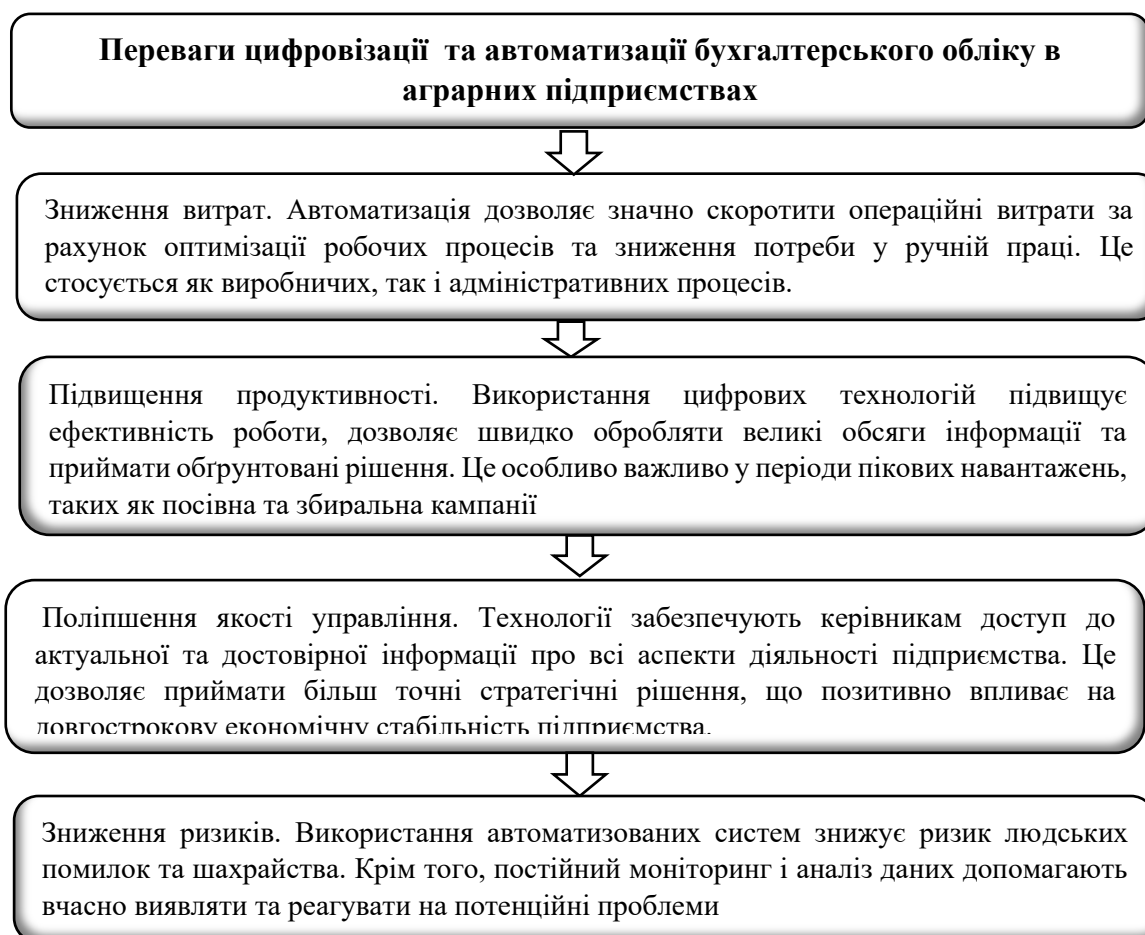 Переваги цифровізації та автоматизації бухгалтерського обліку в
аграрних підприємствах
Зниження витрат. Автоматизація дозволяє значно скоротити операційні витрати за
рахунок оптимізації робочих процесів та зниження потреби у ручній праці. Це
стосується як виробничих, так і адміністративних процесів.
Підвищення продуктивності. Використання цифрових технологій підвищує
ефективність роботи, дозволяє швидко обробляти великі обсяги інформації та
приймати обґрунтовані рішення. Це особливо важливо у періоди пікових навантажень,
таких як посівна та збиральна кампанії
Поліпшення якості управління. Технології забезпечують керівникам доступ до
актуальної та достовірної інформації про всі аспекти діяльності підприємства. Це
дозволяє приймати більш точні стратегічні рішення, що позитивно впливає на
довгострокову економічну стабільність підприємства.
Зниження ризиків. Використання автоматизованих систем знижує ризик людських
помилок та шахрайства. Крім того, постійний моніторинг і аналіз даних допомагають
вчасно виявляти та реагувати на потенційні проблеми